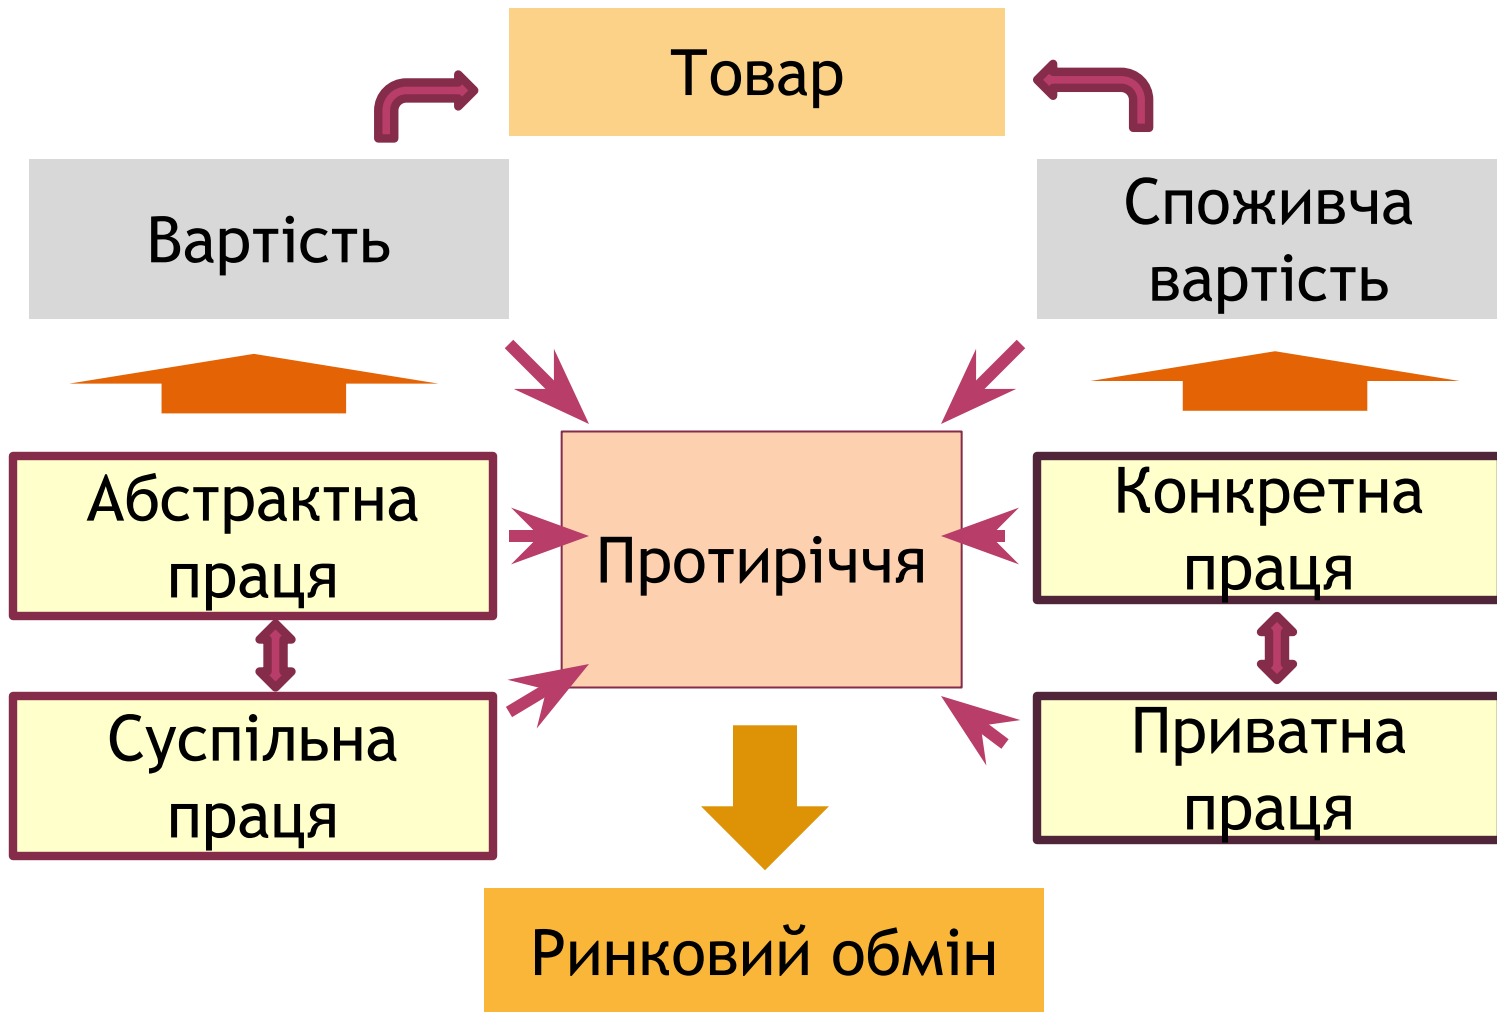 Товар
Вартість
Споживча
вартість
Абстрактна
праця
Протиріччя
Конкретна
праця
Суспільна
праця
Приватна
праця
Ринковий обмін